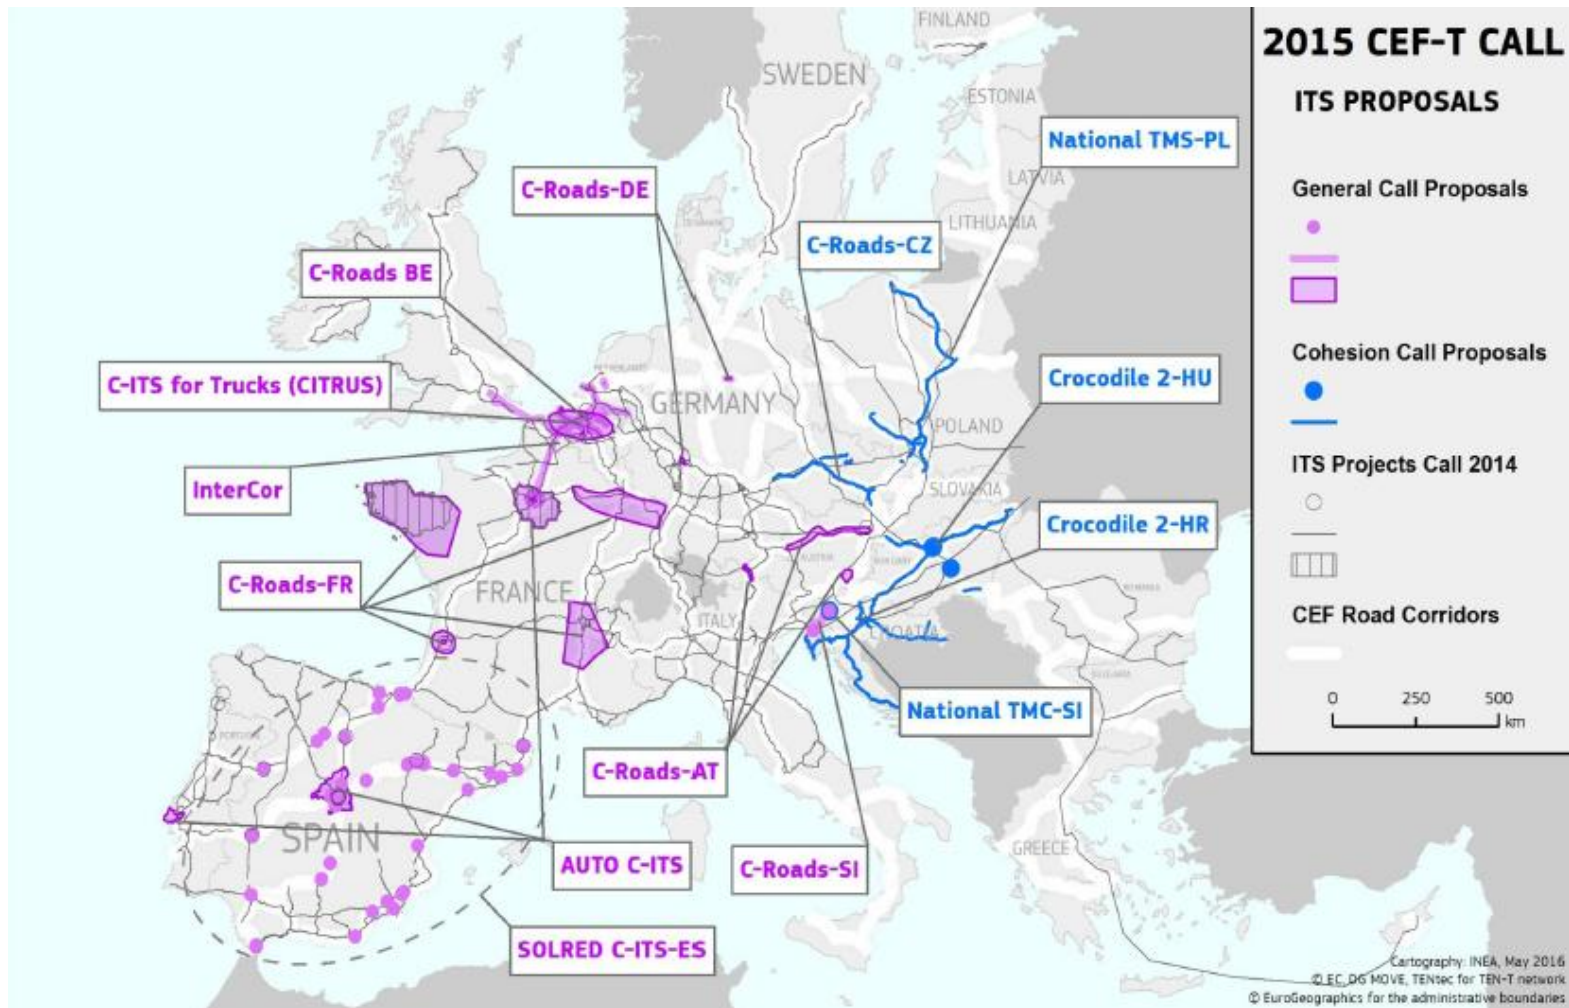 2015 CEF-T CALL
ITS PROPOSALS
General Call Proposals
Cohesion Call Proposals
ITS Projects Call 2014
CEF Road Corridors
0 250 500
km
FINLAND
SWEDEN
ESTONIA
National TMS-PL
LATVIA
C-Roads-DE
LITHUANIA
C-Roads-CZ
C-Roads BE
C-ITS for Trucks (CITRUS)
Crocodile 2-HU
GERMANY
POLAND
InterCor
SLOVAKIA
Crocodile 2-HR
C-Roads-FR
FRANCE
ITALY
CROATIA
National TMC-SI
C-Roads-AT
SPAIN
GREECE
AUTO C-ITS
C-Roads-SI
SOLRED C-ITS-ES
Cartography: INEA, May 2016
© EC, DG MOVE, TENtec for TEN-T network
© EuroGeographics for the administrative boundaries